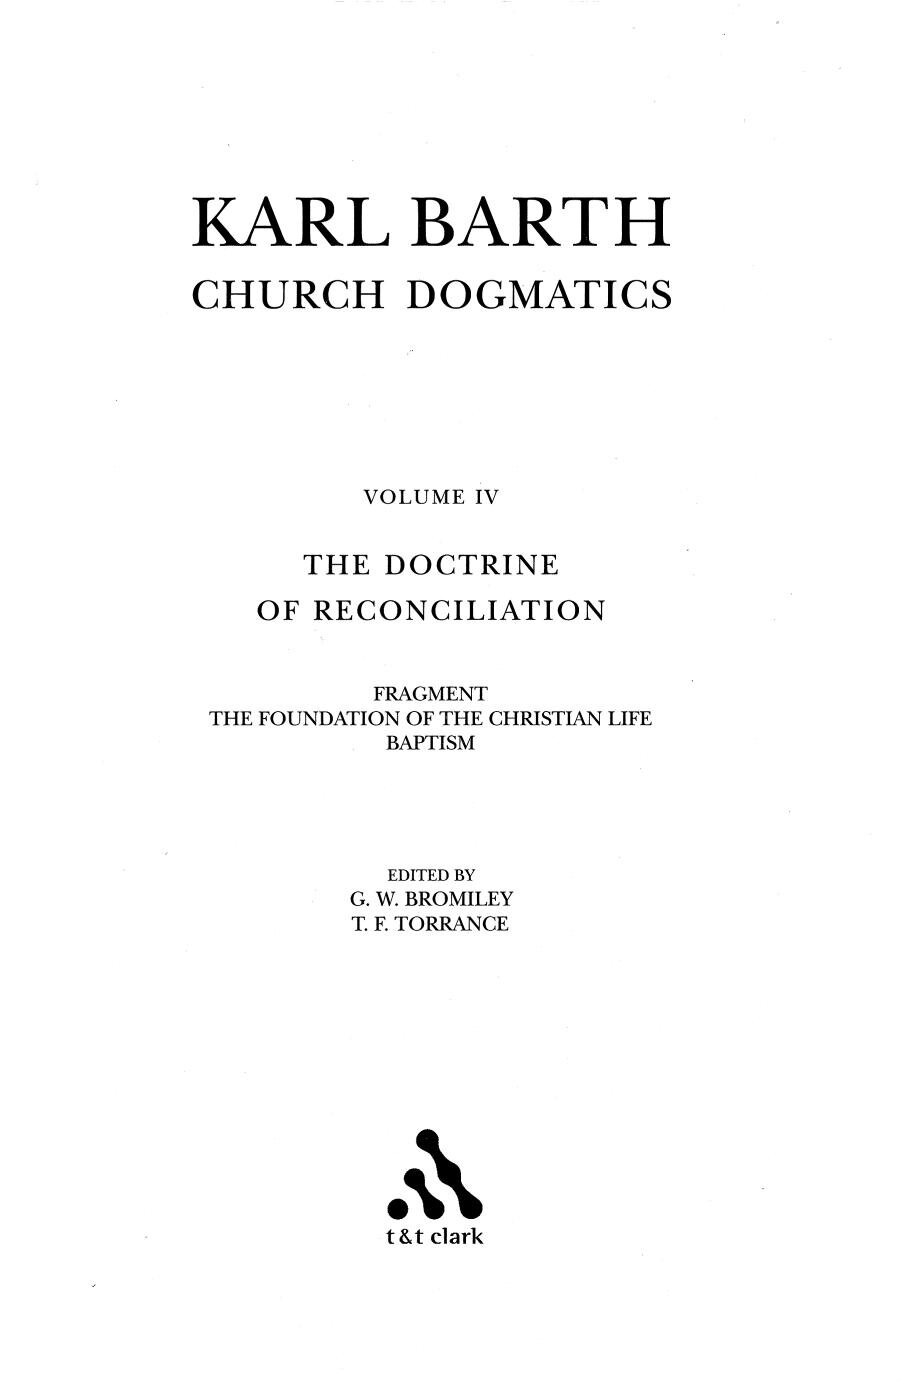 KARL BARTH
CHURCH DOGMATICS
VOLUME IV
THE DOCTRINE
OF RECONCILIATION
FRAGMENT
THE FOUNDATION OF THE CHRISTIAN LIFE
BAPTISM
EDITED BY
G. W. BROMILEY
T. F. TORRANCE
t&t clark